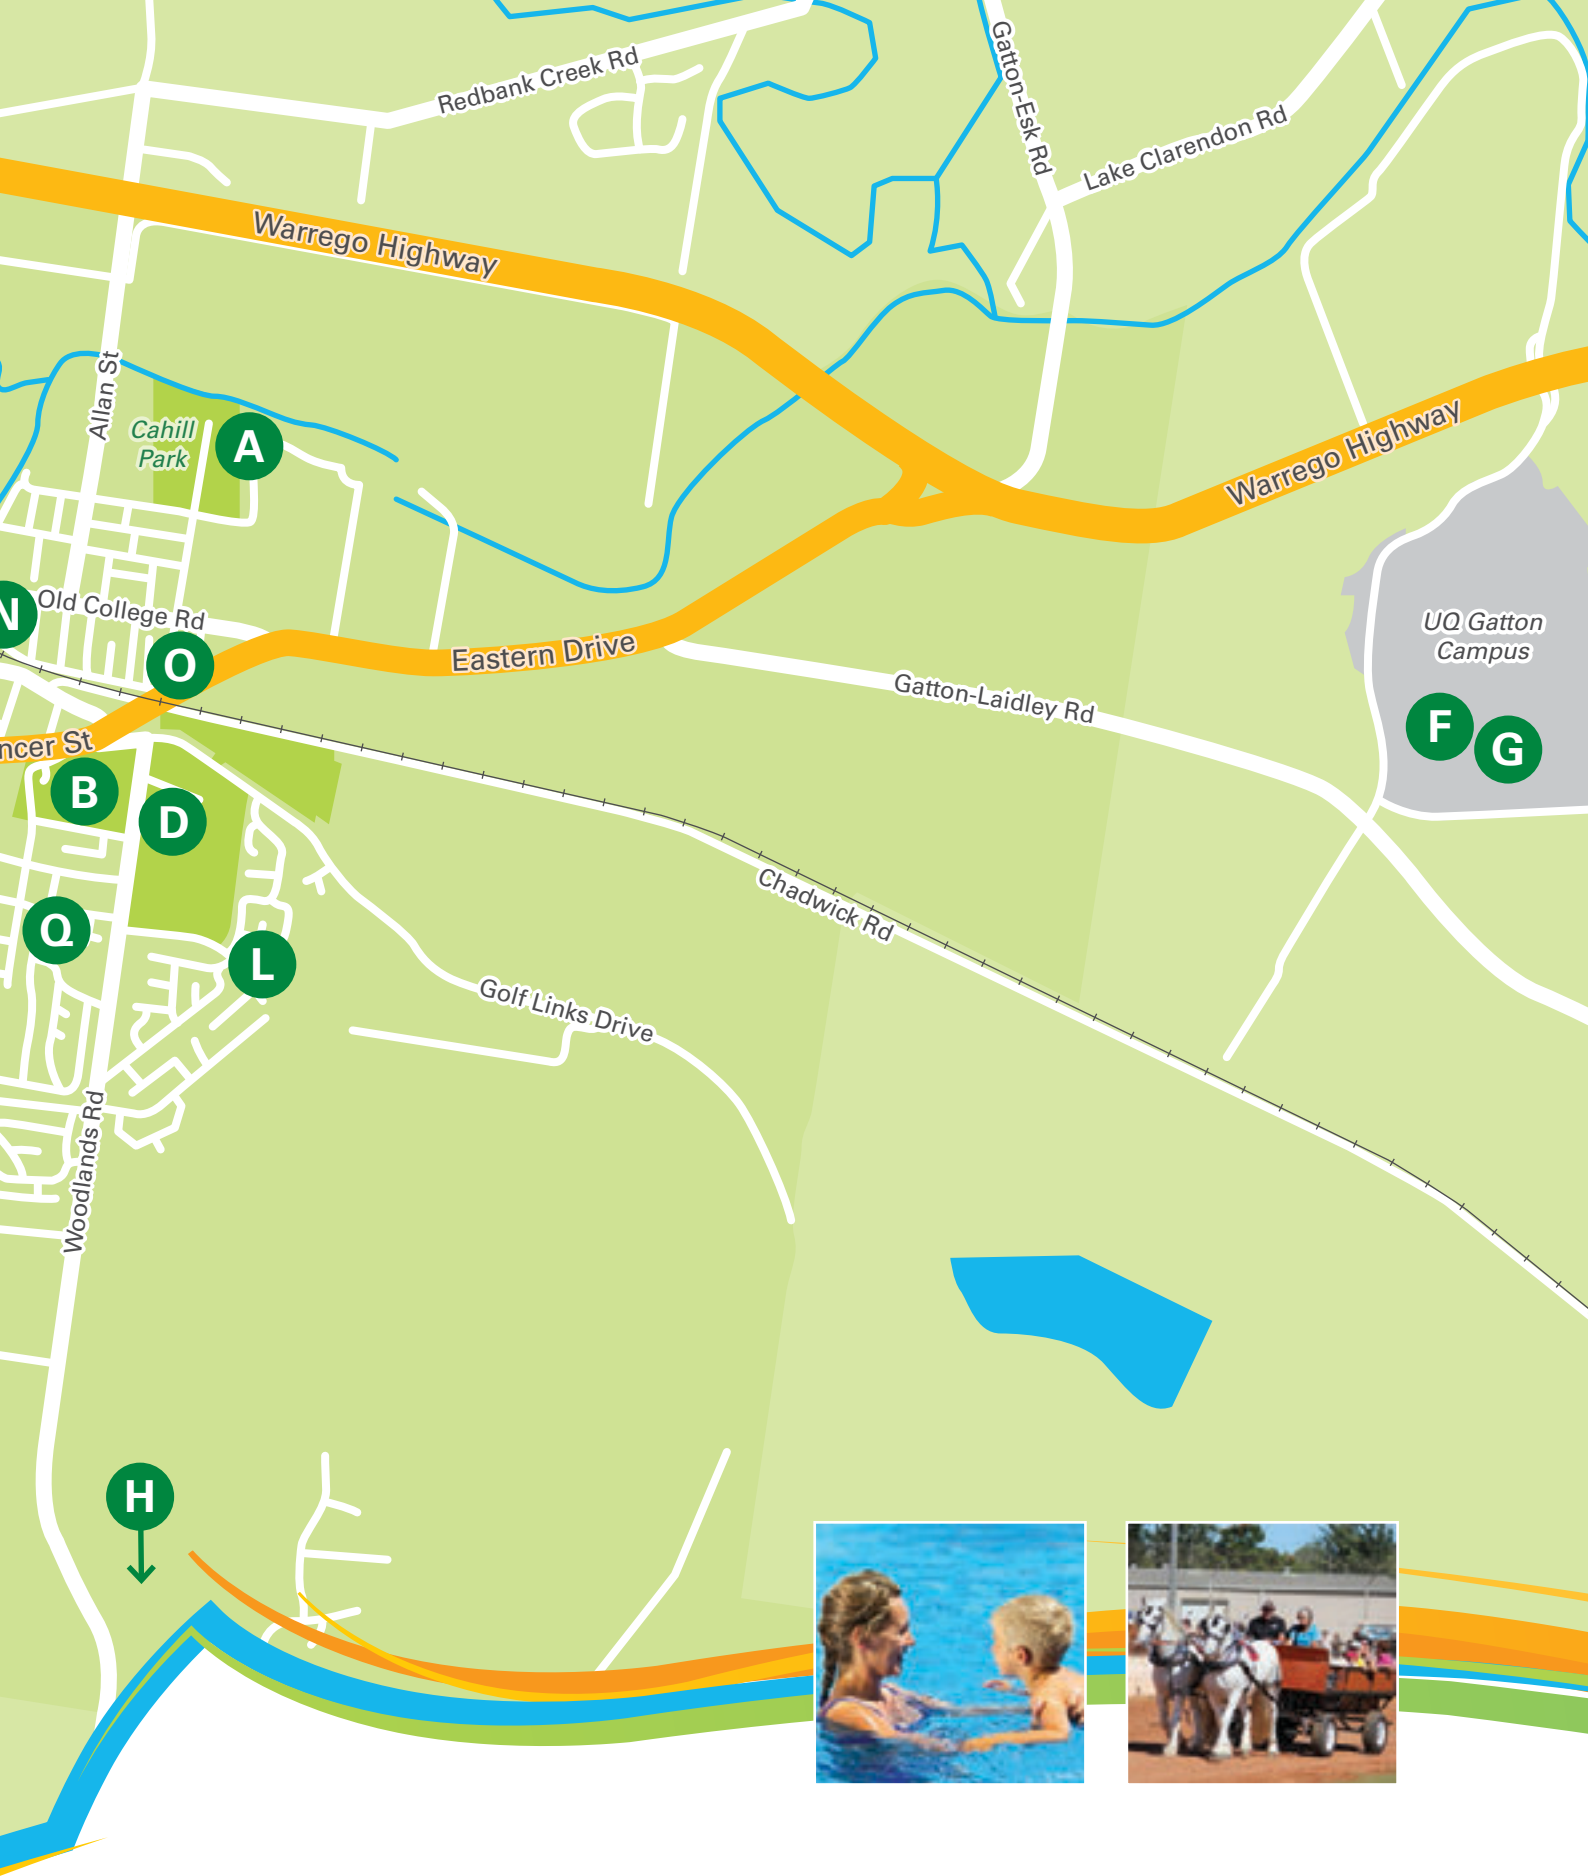 Redbank Creek Rd
Gatton-Esk Rd
Lake Clarendon Rd
Warrego Highway
Allan St
Cahill
Park
A
Warrego Highway
N
Old College Rd
O
Eastern Drive
UQ Gatton
Campus
Gatton-Laidley Rd
F
G
ncer St
B
D
Chadwick Rd
Q
L
Golf Links Drive
Woodlands Rd
H